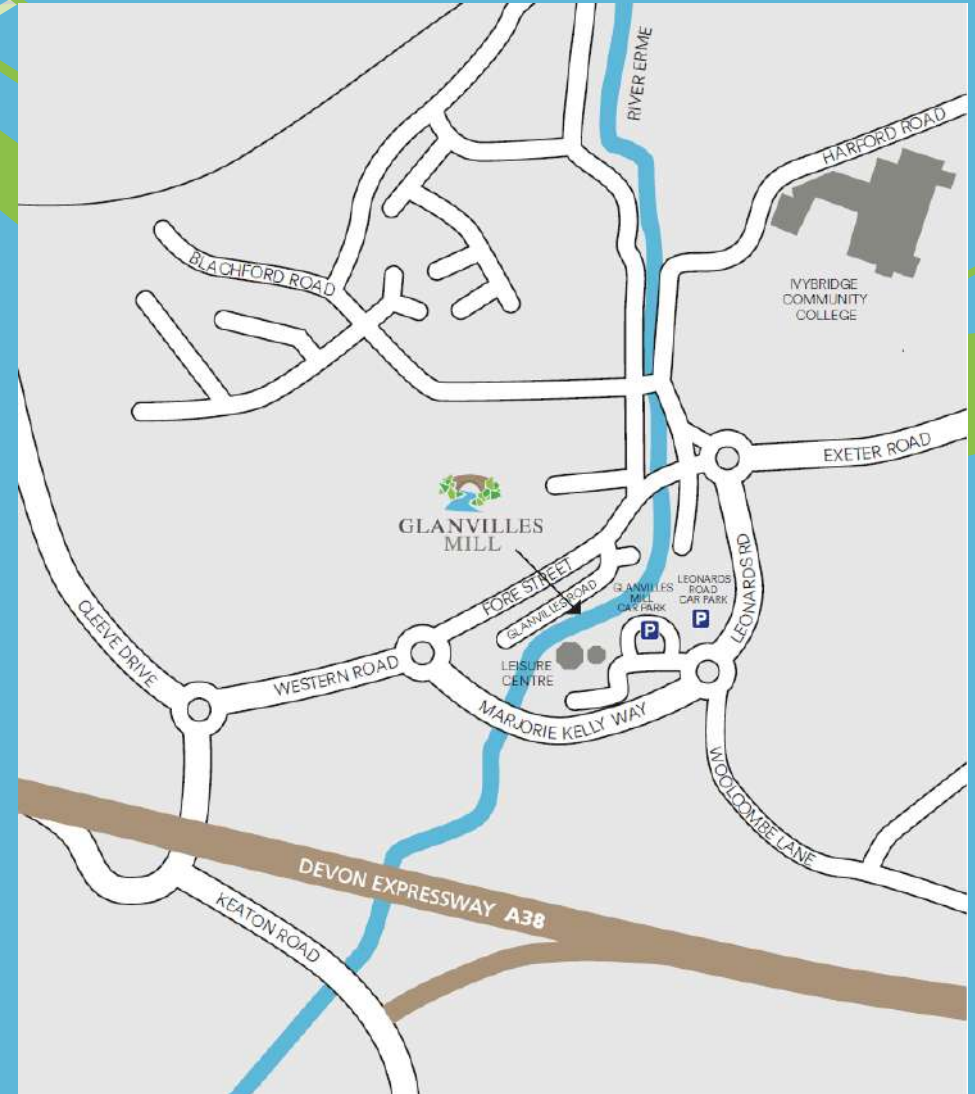 RIVER ERME
HARFORD ROAD
BLACHFORD ROAD
IVYBRIDGE
COMMUNITY
COLLEGE
EXETER ROAD
GLANVILLES
MILL
FORE STREET
GLANVILLES ROAD
GLANVILLES
MILL
CAR PARK
P
LEONARDS
ROAD
CAR PARK
P
LEONARDS RD
CLEEVE DRIVE
WESTERN ROAD
LEISURE
CENTRE
MARJORIE KELLY WAY
WOOLCOMBE LANE
DEVON EXPRESSWAY A38
KEATON ROAD